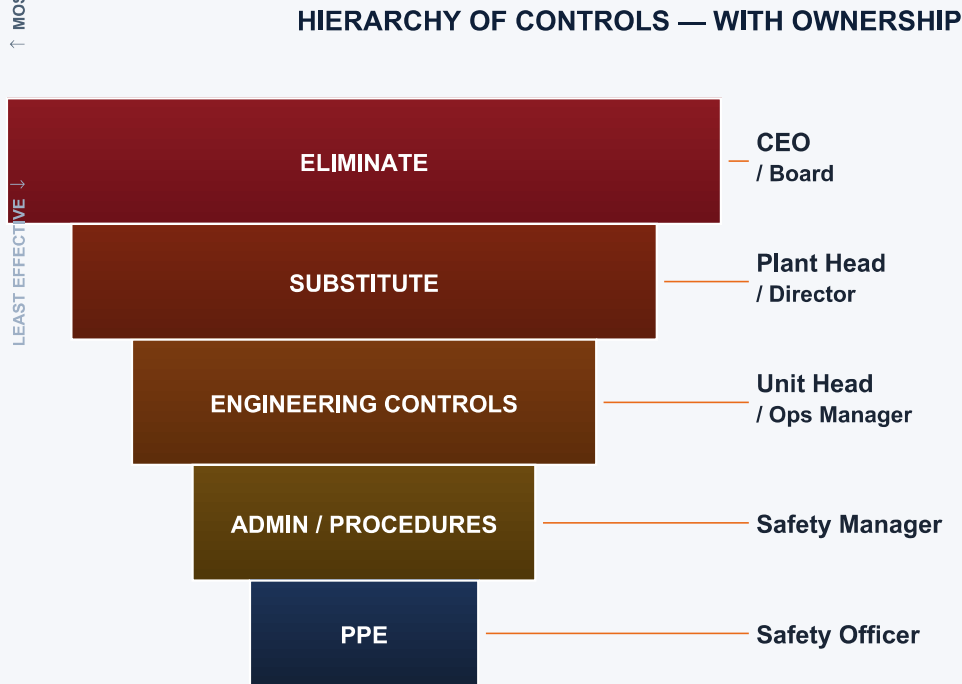 HIERARCHY OF CONTROLS — WITH OWNERSHIP
← MOS
ELIMINATE
CEO
/ Board
LEAST EFFECTIVE →
SUBSTITUTE
Plant Head
/ Director
ENGINEERING CONTROLS
Unit Head
/ Ops Manager
ADMIN / PROCEDURES
Safety Manager
PPE
Safety Officer